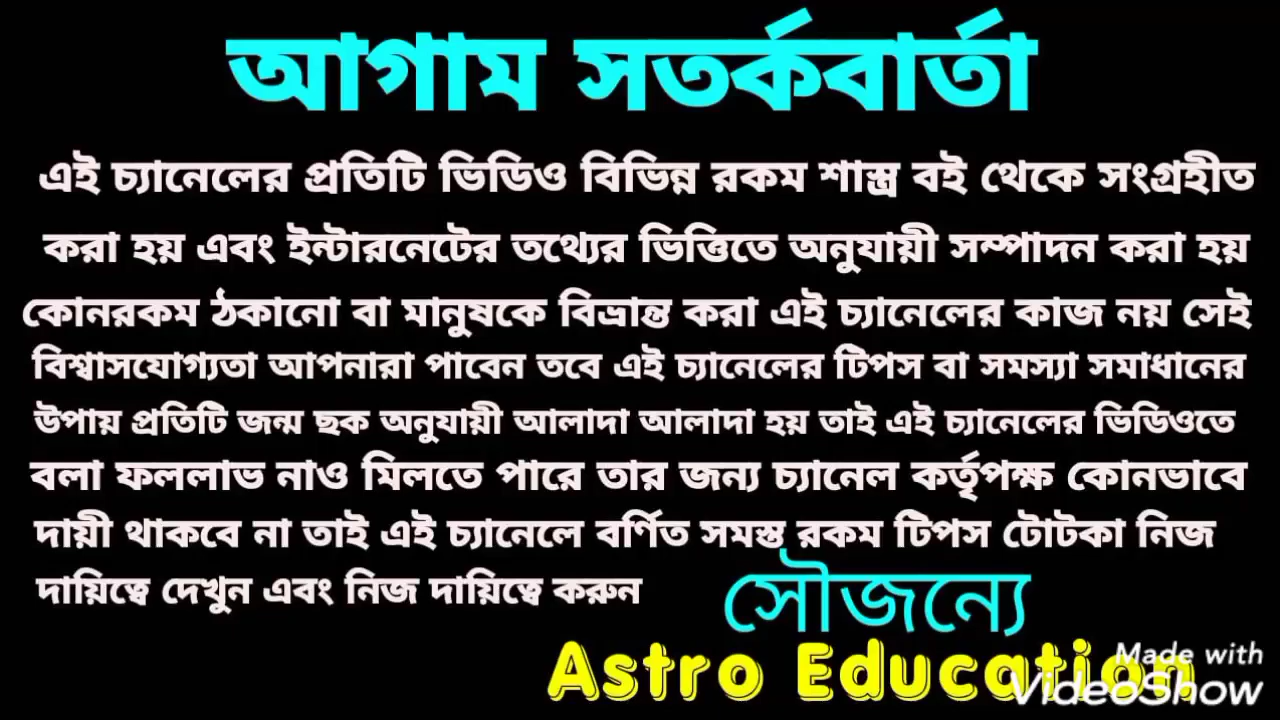 আগাম সতর্কবার্তা
এই চ্যানেলের প্রতিটি ভিডিও বিভিন্ন রকম শাস্ত্র বই থেকে সংগ্রহীত
করা হয় এবং ইন্টারনেটের তথ্যের ভিত্তিতে অনুযায়ী সম্পাদন করা হয়
কোনরকম ঠকানো বা মানুষকে বিভ্রান্ত করা এই চ্যানেলের কাজ নয় সেই
বিশ্বাসযোগ্যতা আপনারা পাবেন তবে এই চ্যানেলের টিপস বা সমস্যা সমাধানের
উপায় প্রতিটি জন্ম ছক অনুযায়ী আলাদা আলাদা হয় তাই এই চ্যানেলের ভিডিওতে
বলা ফললাভ নাও মিলতে পারে তার জন্য চ্যানেল কর্তৃপক্ষ কোনভাবে
দায়ী থাকবে না তাই এই চ্যানেলে বর্ণিত সমস্ত রকম টিপস টোটকা নিজ
দায়িত্বে দেখুন এবং নিজ দায়িত্বে করুন
সৌজন্যে
Astro Education
Made with
VideoShow